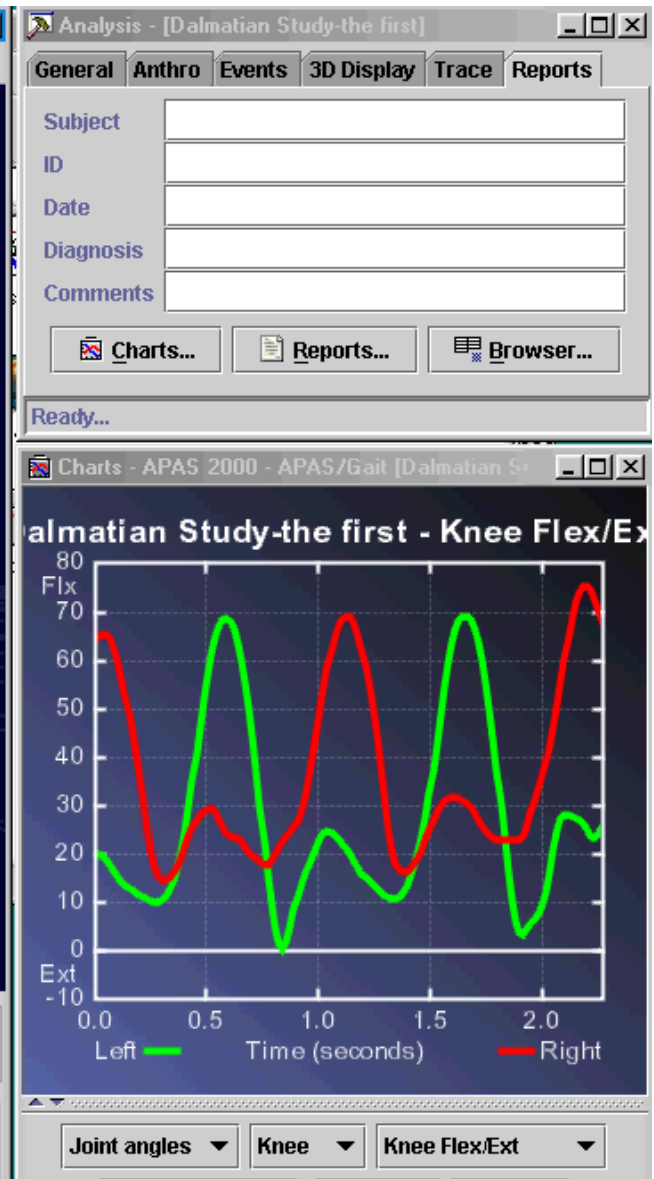 Analysis - [Dalmatian Study-the first]
General Anthro Events 3D Display Trace Reports
Subject
ID
Date
Diagnosis
Comments
Charts... Reports... Browser...
Ready...
Charts - APAS 2000 - APAS/Gait [Dalmatian
almatian Study-the first - Knee Flex/Ex
80
Flx
70
60
50
40
30
20
10
0
Ext
-10
0.0 0.5 1.0 1.5 2.0
Left Time (seconds) Right
Joint angles Knee Knee Flex/Ext